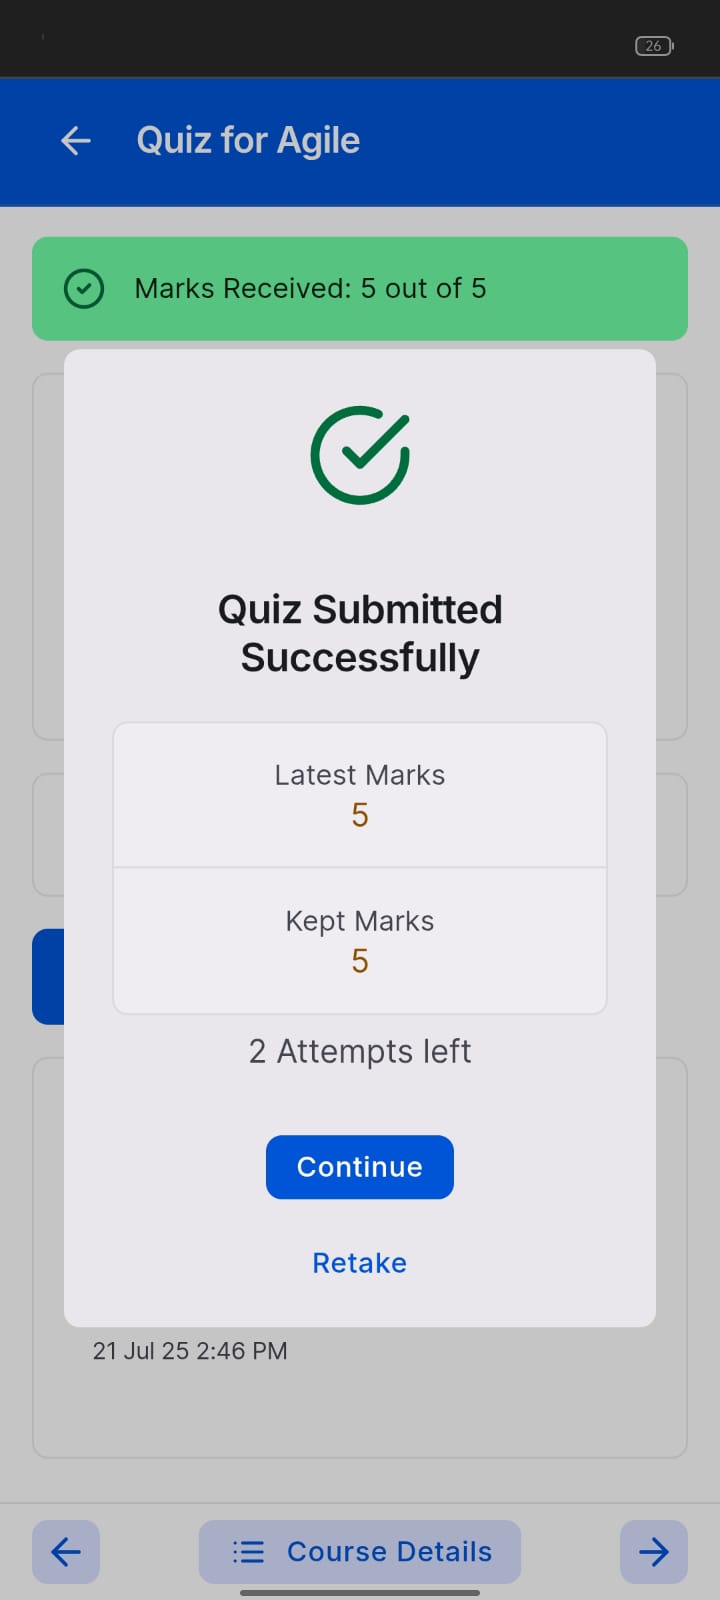 26
Quiz for Agile
Marks Received: 5 out of 5
Quiz Submitted
Successfully
Latest Marks
5
Kept Marks
5
2 Attempts left
Continue
Retake
21 Jul 25 2:46 PM
Course Details